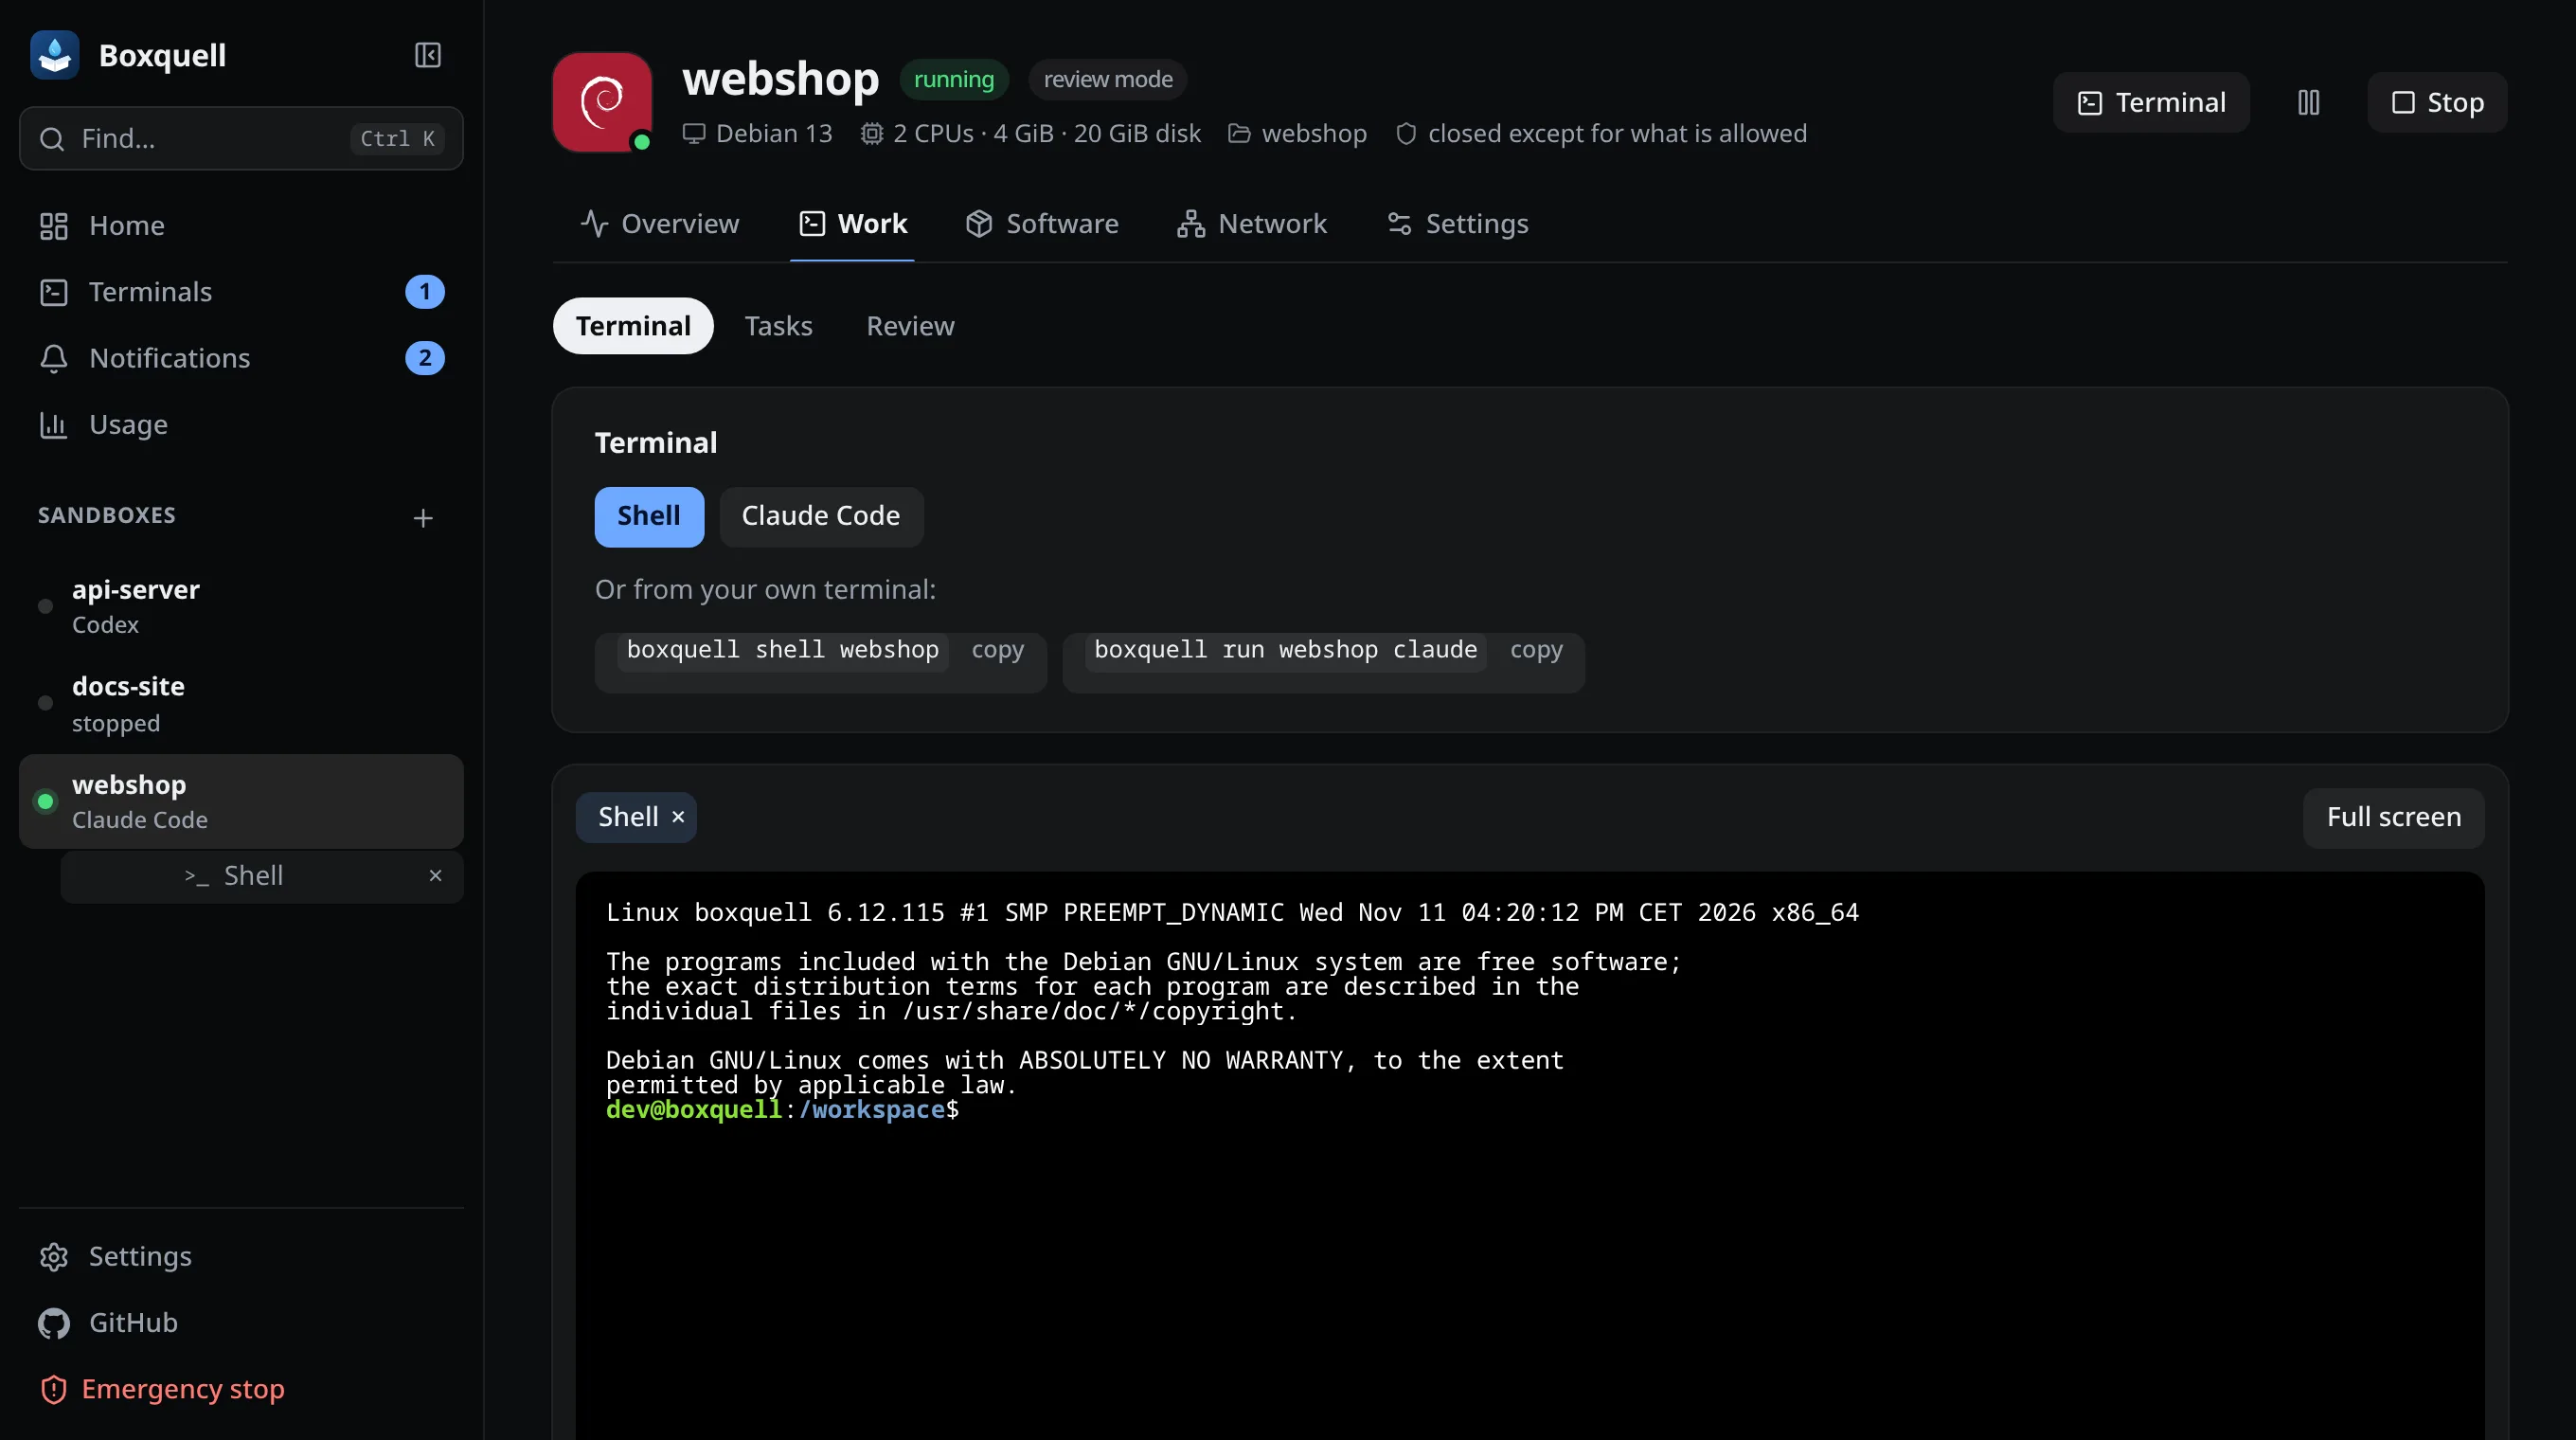 Boxquell
Find...
Ctrl K
Home
Terminals 1
Notifications 2
Usage
SANDBOXES
api-server
Codex
docs-site
stopped
webshop
Claude Code
>_ Shell ×
Settings
GitHub
Emergency stop
webshop running review mode
Debian 13 2 CPUs · 4 GiB · 20 GiB disk webshop closed except for what is allowed
Terminal
Stop
Overview Work Software Network Settings
Terminal Tasks Review
Terminal
Shell Claude Code
Or from your own terminal:
boxquell shell webshop copy boxquell run webshop claude copy
Shell × Full screen
Linux boxquell 6.12.115 #1 SMP PREEMPT_DYNAMIC Wed Nov 11 04:20:12 PM CET 2026 x86_64
The programs included with the Debian GNU/Linux system are free software;
the exact distribution terms for each program are described in the
individual files in /usr/share/doc/*/copyright.
Debian GNU/Linux comes with ABSOLUTELY NO WARRANTY, to the extent
permitted by applicable law.
dev@boxquell:/workspace$